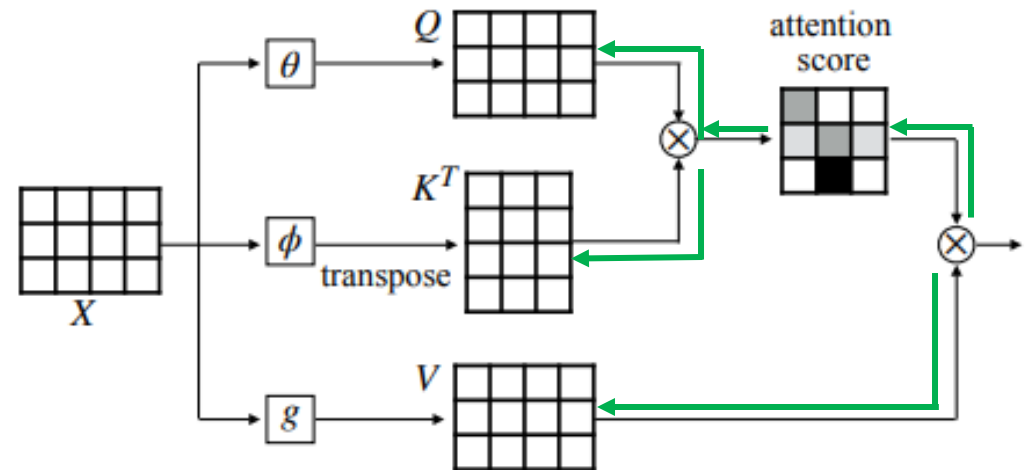 Q
attention
score
θ
K^T
ϕ
transpose
X
V
g